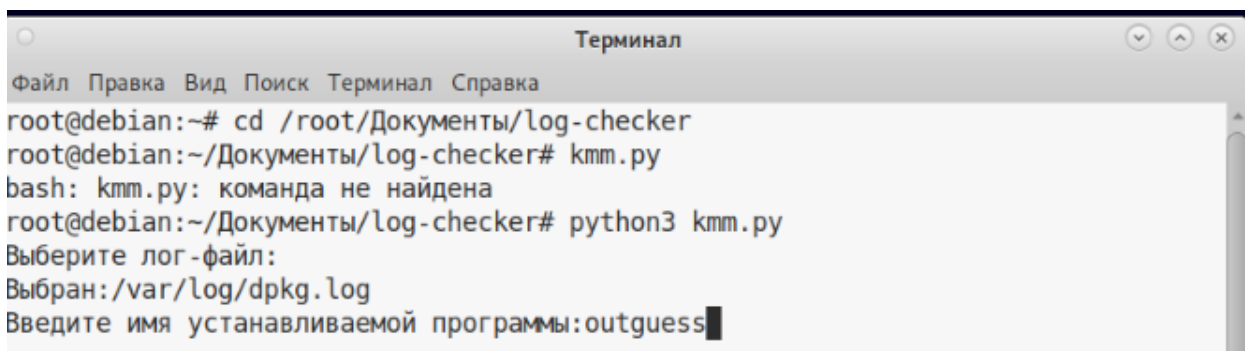 Терминал
Файл Правка Вид Поиск Терминал Справка
root@debian:~# cd /root/Документы/log-checker
root@debian:~/Документы/log-checker# kmm.py
bash: kmm.py: команда не найдена
root@debian:~/Документы/log-checker# python3 kmm.py
Выберите лог-файл:
Выбран:/var/log/dpkg.log
Введите имя устанавливаемой программы:outguess